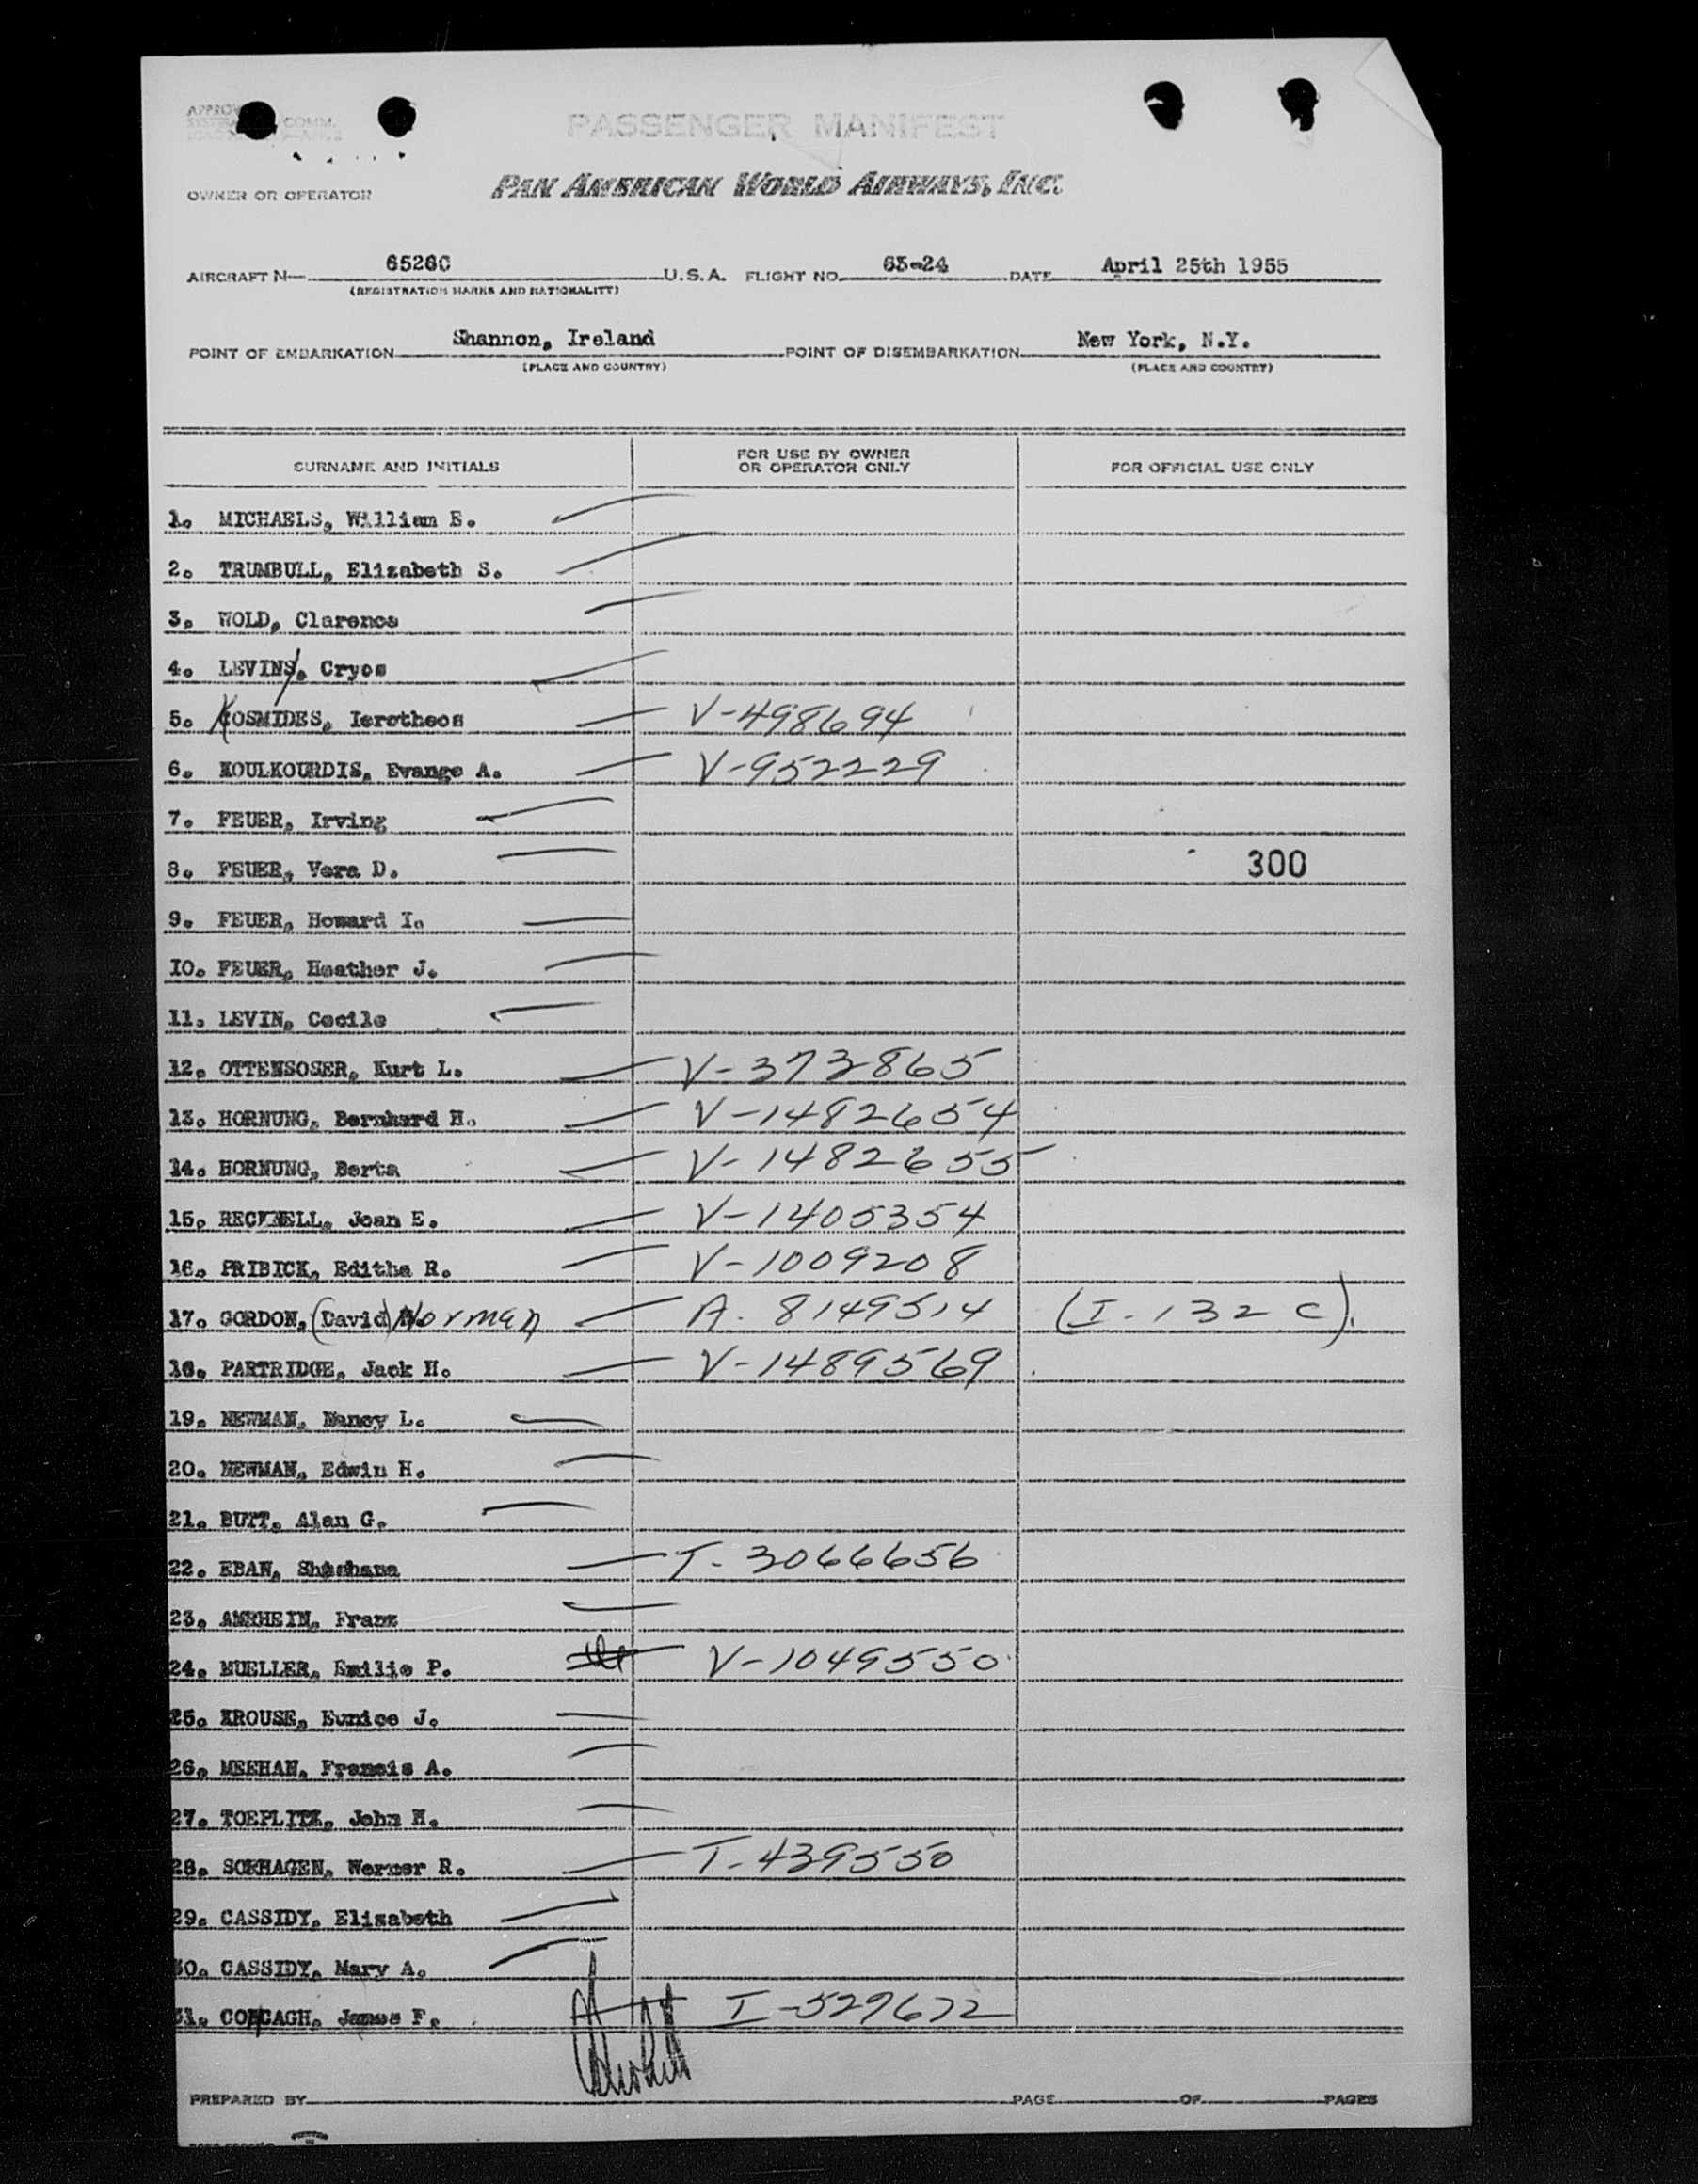 PASSENGER MANIFEST
COMM.
OWNER OR OPERATOR PAN AMERICAN WORLD AIRWAYS, INC.
AIRCRAFT N— 6526C U.S.A. FLIGHT NO. 65-24 DATE April 25th 1955
(REGISTRATION MARKS AND NATIONALITY)
POINT OF EMBARKATION Shannon, Ireland POINT OF DISEMBARKATION New York, N.Y.
(PLACE AND COUNTRY) (PLACE AND COUNTRY)
SURNAME AND INITIALS FOR USE BY OWNER OR OPERATOR ONLY FOR OFFICIAL USE ONLY
1. MICHAELS, William E.
2. TRUMBULL, Elizabeth S.
3. WOLD, Clarence
4. LEVINS, Cryos
5. KOSMIDES, Ierotheos V-498694
6. KOULKOURDIS, Evange A. V-952229
7. FEUER, Irving
8. FEUER, Vera D. 300
9. FEUER, Howard I.
10. FEUER, Heather J.
11. LEVIN, Cecile
12. OTTENSOSER, Kurt L. V-373865
13. HORNUNG, Bernhard H. V-1482654
14. HORNUNG, Berta V-1482655
15. RECKNELL, Joan E. V-1405354
16. PRIBICK, Editha R. V-1009208
17. GORDON, (David) Norman A. 8149514 (I-132 C).
18. PARTRIDGE, Jack H. V-1489569
19. NEWMAN, Nancy L.
20. NEWMAN, Edwin H.
21. BUTT, Alan G.
22. EBAN, T-3066656
23. AMRHEIN, Franz
24. MUELLER, Emilie P. V-1049550
25. KROUSE, Eunice J.
26. MEEHAN, Francis A.
27. TOEPLITZ, John H.
28. SORHAGEN, Werner R. T-439550
29. CASSIDY, Elizabeth
30. CASSIDY, Mary A.
31. James F. I-529672
PREPARED BY PAGE OF PAGES